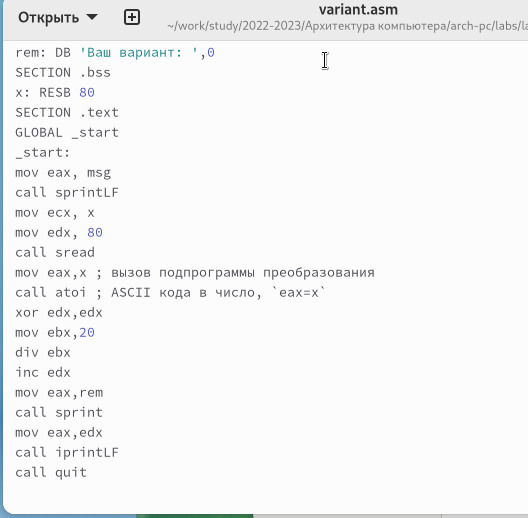 Открыть
variant.asm
~/work/study/2022-2023/Архитектура компьютера/arch-pc/labs/
rem: DB 'Ваш вариант: ',0
SECTION .bss
x: RESB 80
SECTION .text
GLOBAL _start
_start:
mov eax, msg
call sprintLF
mov ecx, x
mov edx, 80
call sread
mov eax,x ; вызов подпрограммы преобразования
call atoi ; ASCII кода в число, `eax=x`
xor edx,edx
mov ebx,20
div ebx
inc edx
mov eax,rem
call sprint
mov eax,edx
call iprintLF
call quit